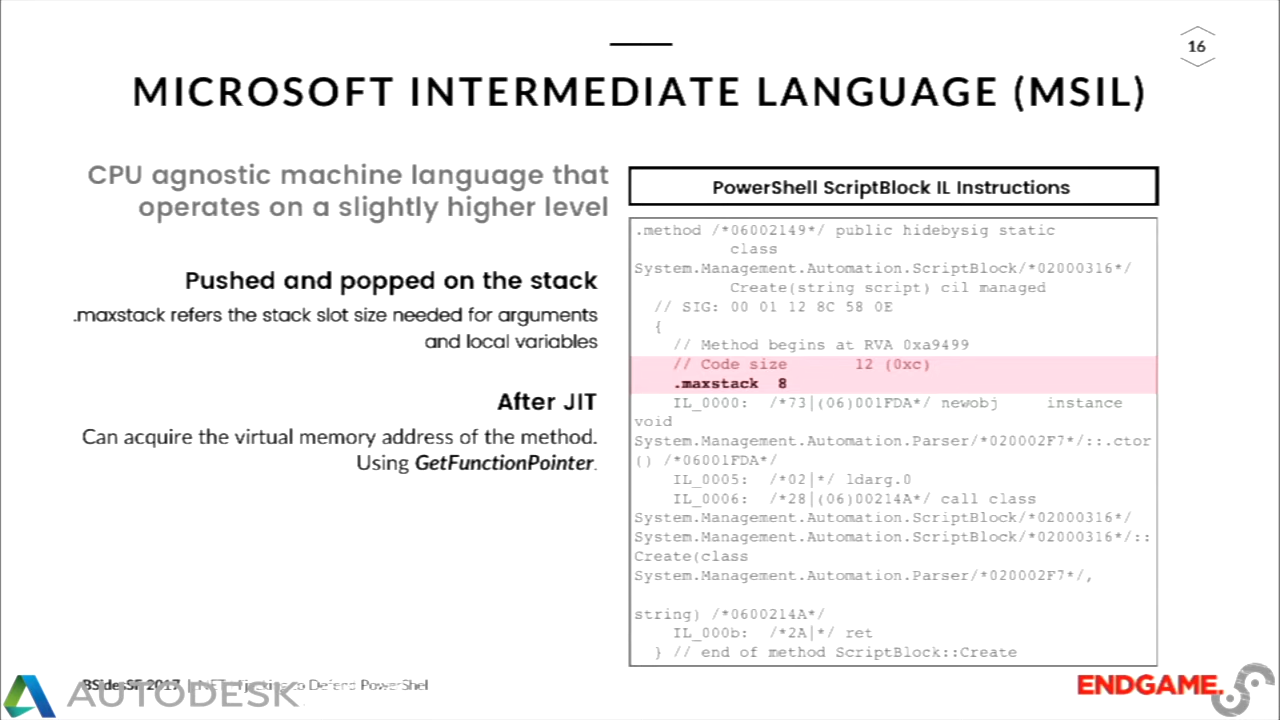 16
MICROSOFT INTERMEDIATE LANGUAGE (MSIL)
CPU agnostic machine language that
operates on a slightly higher level
Pushed and popped on the stack
.maxstack refers the stack slot size needed for arguments
and local variables
After JIT
Can acquire the virtual memory address of the method.
Using GetFunctionPointer.
PowerShell ScriptBlock IL Instructions
.method /*06002149*/ public hidebysig static
class
System.Management.Automation.ScriptBlock/*02000316*/
Create(string script) cil managed
// SIG: 00 01 12 8C 58 0E
{
// Method begins at RVA 0xa9499
// Code size 12 (0xc)
.maxstack 8
IL_0000: /*73|(06)001FDA*/ newobj instance
void
System.Management.Automation.Parser/*020002F7*/::.ctor
() /*06001FDA*/
IL_0005: /*02|*/ ldarg.0
IL_0006: /*28|(06)00214A*/ call class
System.Management.Automation.ScriptBlock/*02000316*/
System.Management.Automation.ScriptBlock/*02000316*/::
Create(class
System.Management.Automation.Parser/*020002F7*/,
string) /*0600214A*/
IL_000b: /*2A|*/ ret
} // end of method ScriptBlock::Create
BSidesSF 2017 | to Defend PowerShell
AUTODESK.
ENDGAME.